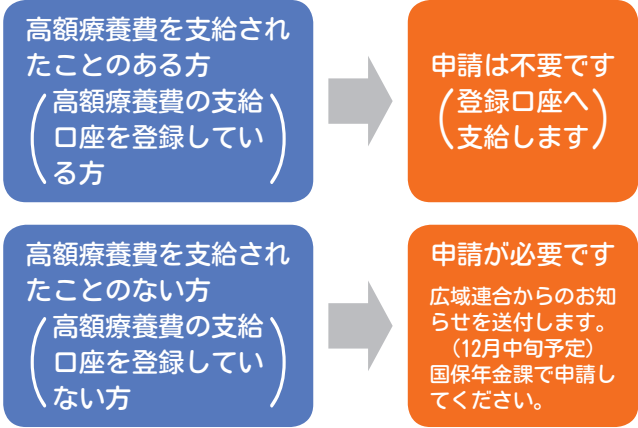 高額療養費を支給され
たことのある方
(高額療養費の支給
口座を登録してい
る方)
申請は不要です
(登録口座へ
支給します)
高額療養費を支給され
たことのない方
(高額療養費の支給
口座を登録してい
ない方)
申請が必要です
広域連合からのお知
らせを送付します。
(12月中旬予定)
国保年金課で申請し
てください。